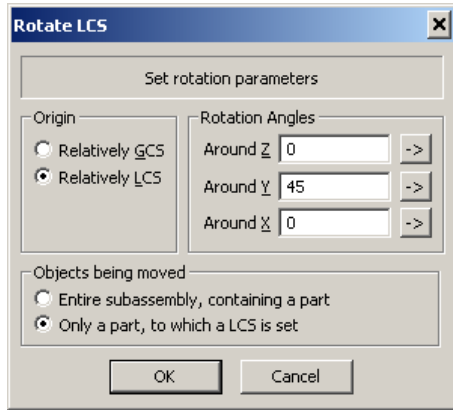 Rotate LCS
Set rotation parameters
Origin
Relatively GCS
Relatively LCS
Rotation Angles
Around Z 0 ->
Around Y 45 ->
Around X 0 ->
Objects being moved
Entire subassembly, containing a part
Only a part, to which a LCS is set
OK Cancel